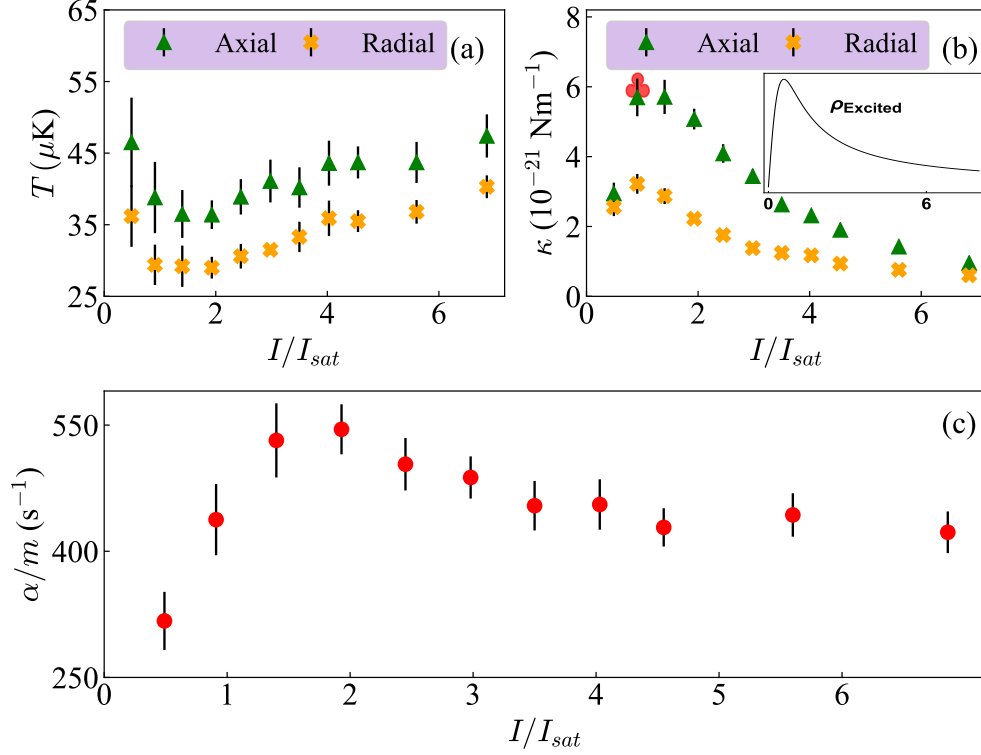 65
55
45
35
25
T (μK)
Axial Radial
(a)
0 2 4 6
I/I_sat
8
6
4
2
0
κ (10⁻²¹ Nm⁻¹)
Axial Radial
(b)
ρExcited
0 6
0 2 4 6
I/I_sat
550
400
250
α/m (s⁻¹)
(c)
0 1 2 3 4 5 6
I/I_sat